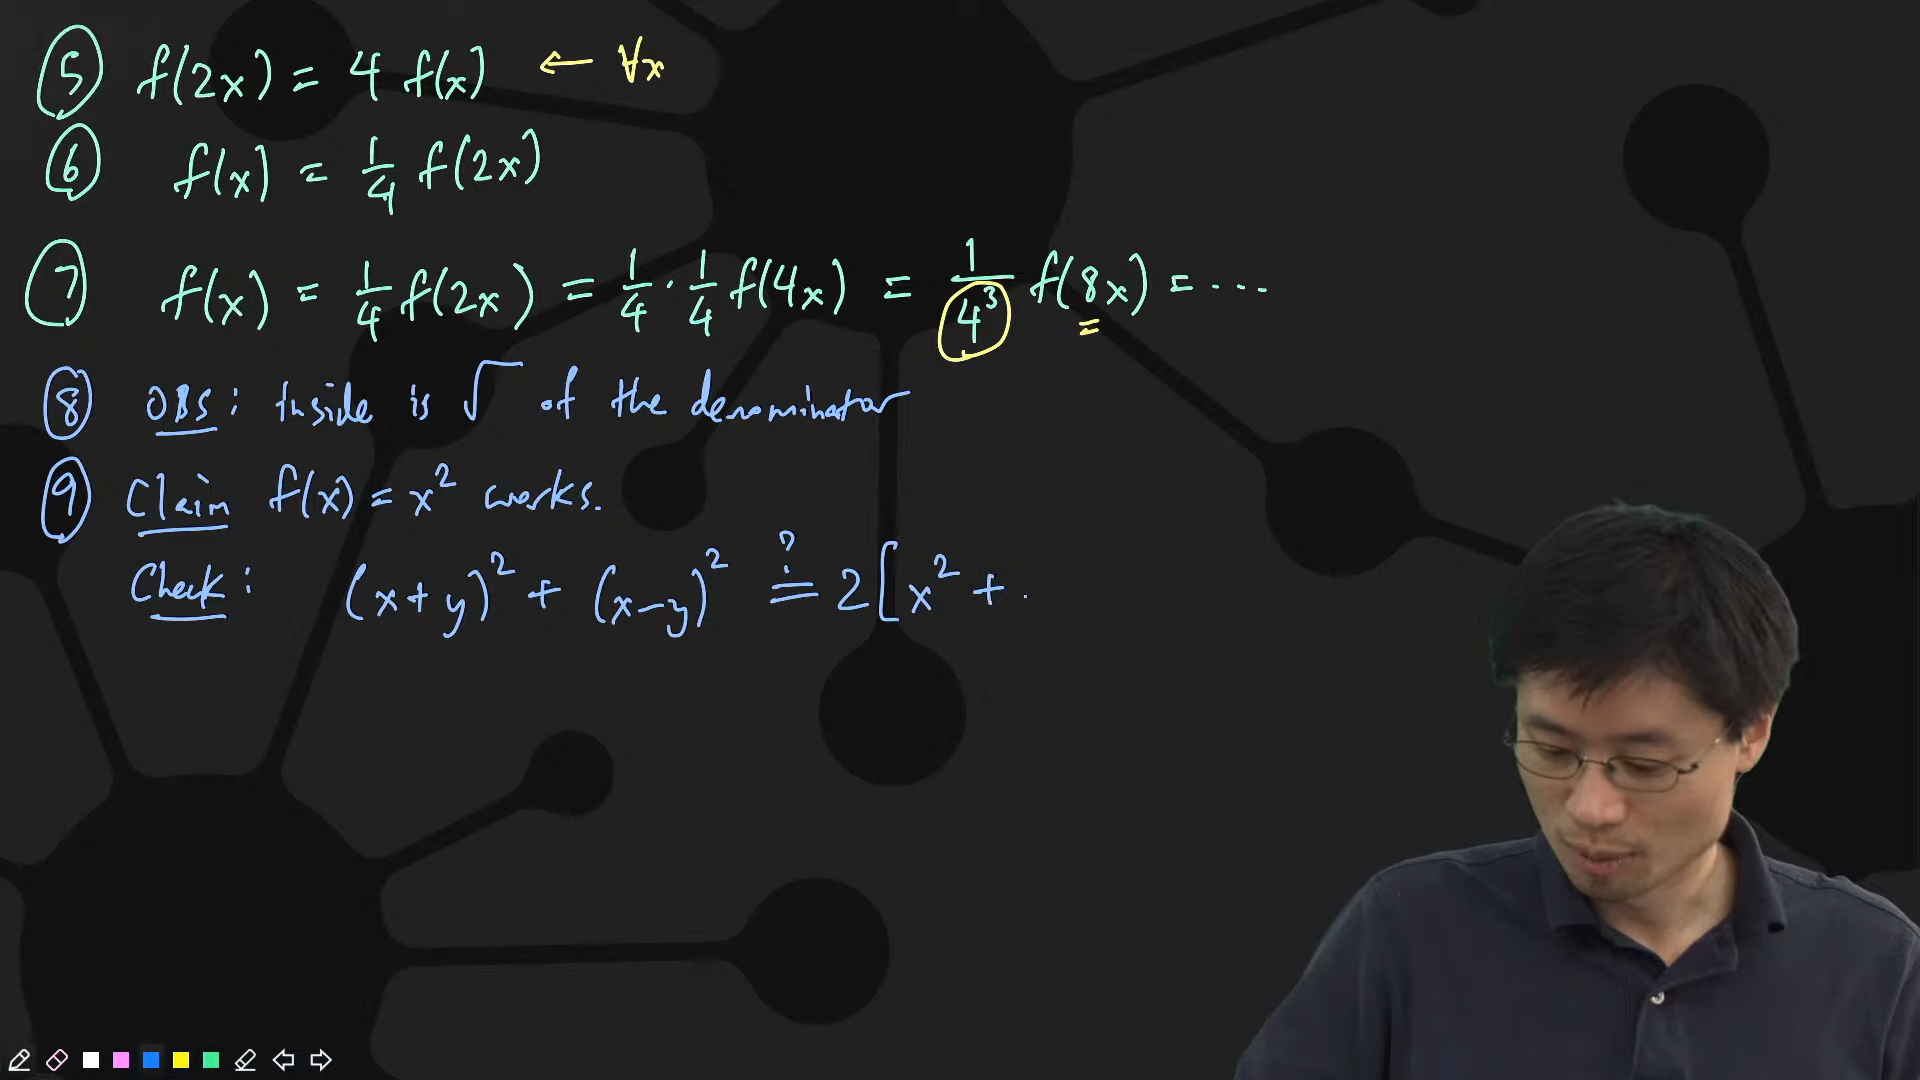 ⑤ f(2x) = 4 f(x) ← ∀x
⑥ f(x) = 1/4 f(2x)
⑦ f(x) = 1/4 f(2x) = 1/4 · 1/4 f(4x) = 1/4³ f(8x) = ...
⑧ OBS: Inside is √ of the denominator
⑨ Claim f(x) = x² works.
Check: (x+y)² + (x-y)² ?= 2[x² +